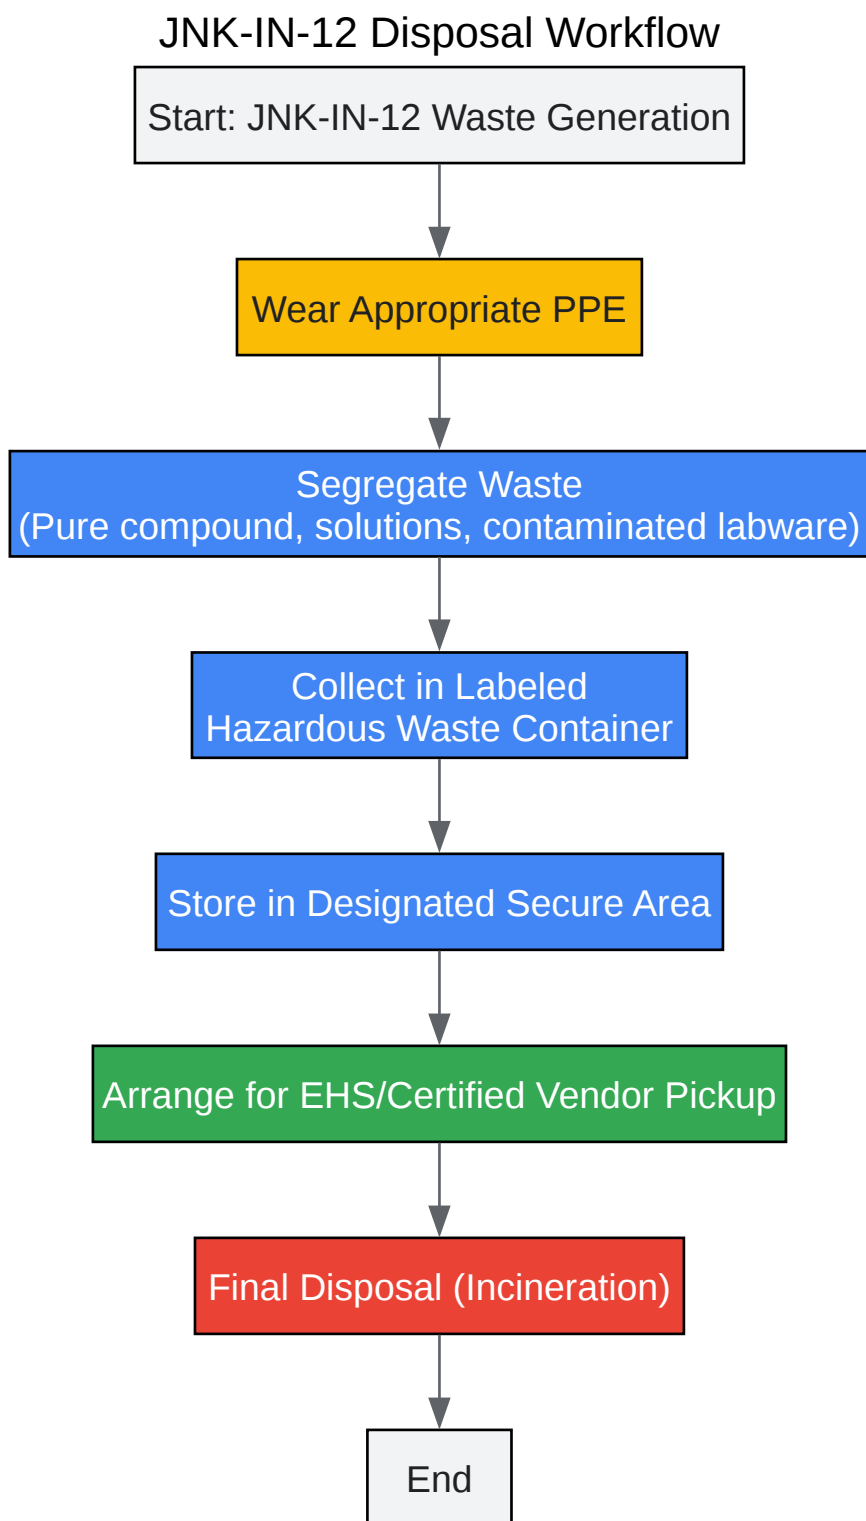 JNK-IN-12 Disposal Workflow
Start: JNK-IN-12 Waste Generation
Wear Appropriate PPE
Segregate Waste
(Pure compound, solutions, contaminated labware)
Collect in Labeled
Hazardous Waste Container
Store in Designated Secure Area
Arrange for EHS/Certified Vendor Pickup
Final Disposal (Incineration)
End